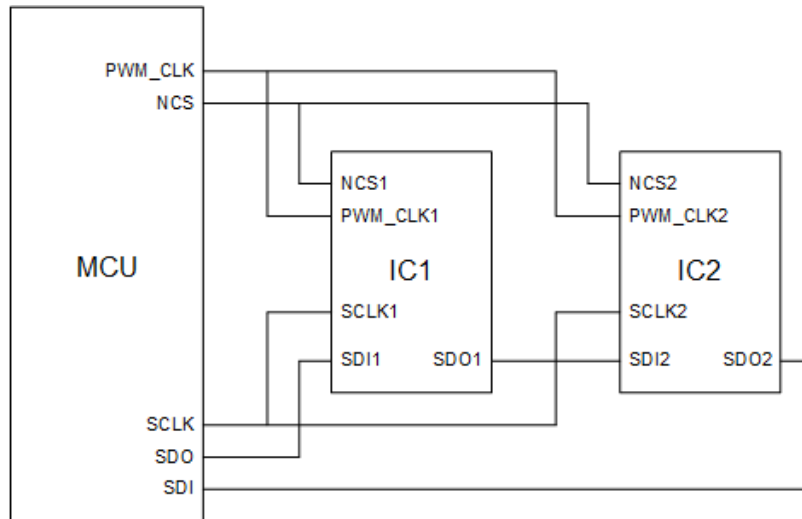 PWM_CLK
NCS
MCU
SCLK
SDO
SDI
NCS1
PWM_CLK1
IC1
SCLK1
SDI1 SDO1
NCS2
PWM_CLK2
IC2
SCLK2
SDI2 SDO2